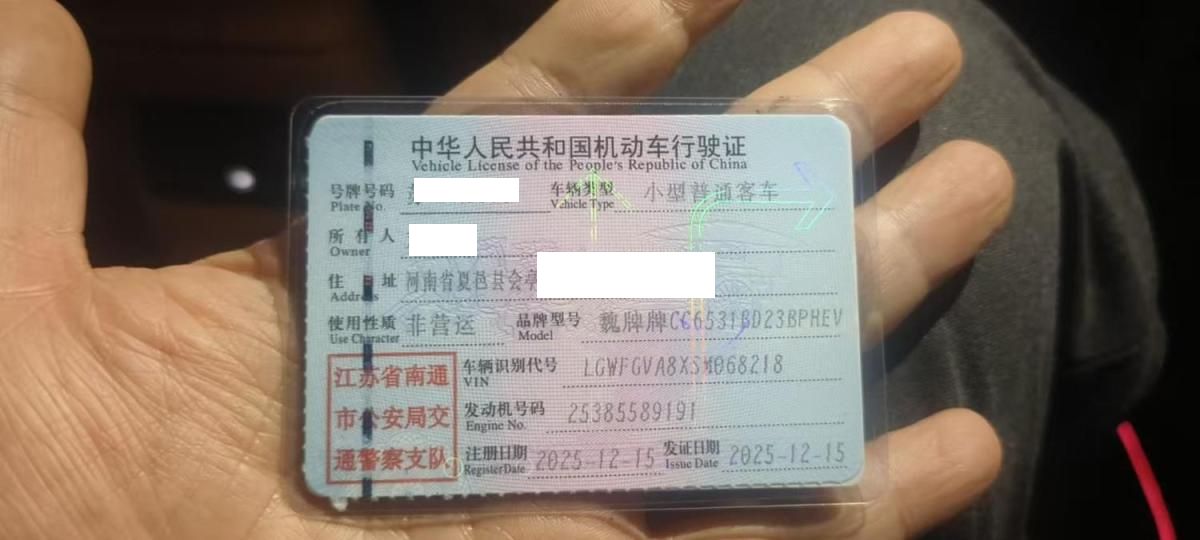 中华人民共和国机动车行驶证
Vehicle License of the People's Republic of China
号牌号码 车辆类型 小型普通客车
Plate No. Vehicle Type
所有人
Owner
住址 河南省夏邑县会亭
Address
使用性质 非营运 品牌型号 魏牌牌CC6531BD23BPHEV
Use Character Model
江苏省南通
市公安局交
通警察支队
车辆识别代号 LGWFGVA8XSM068218
VIN
发动机号码 25385589191
Engine No.
注册日期 2025-12-15 发证日期 2025-12-15
Register Date Issue Date